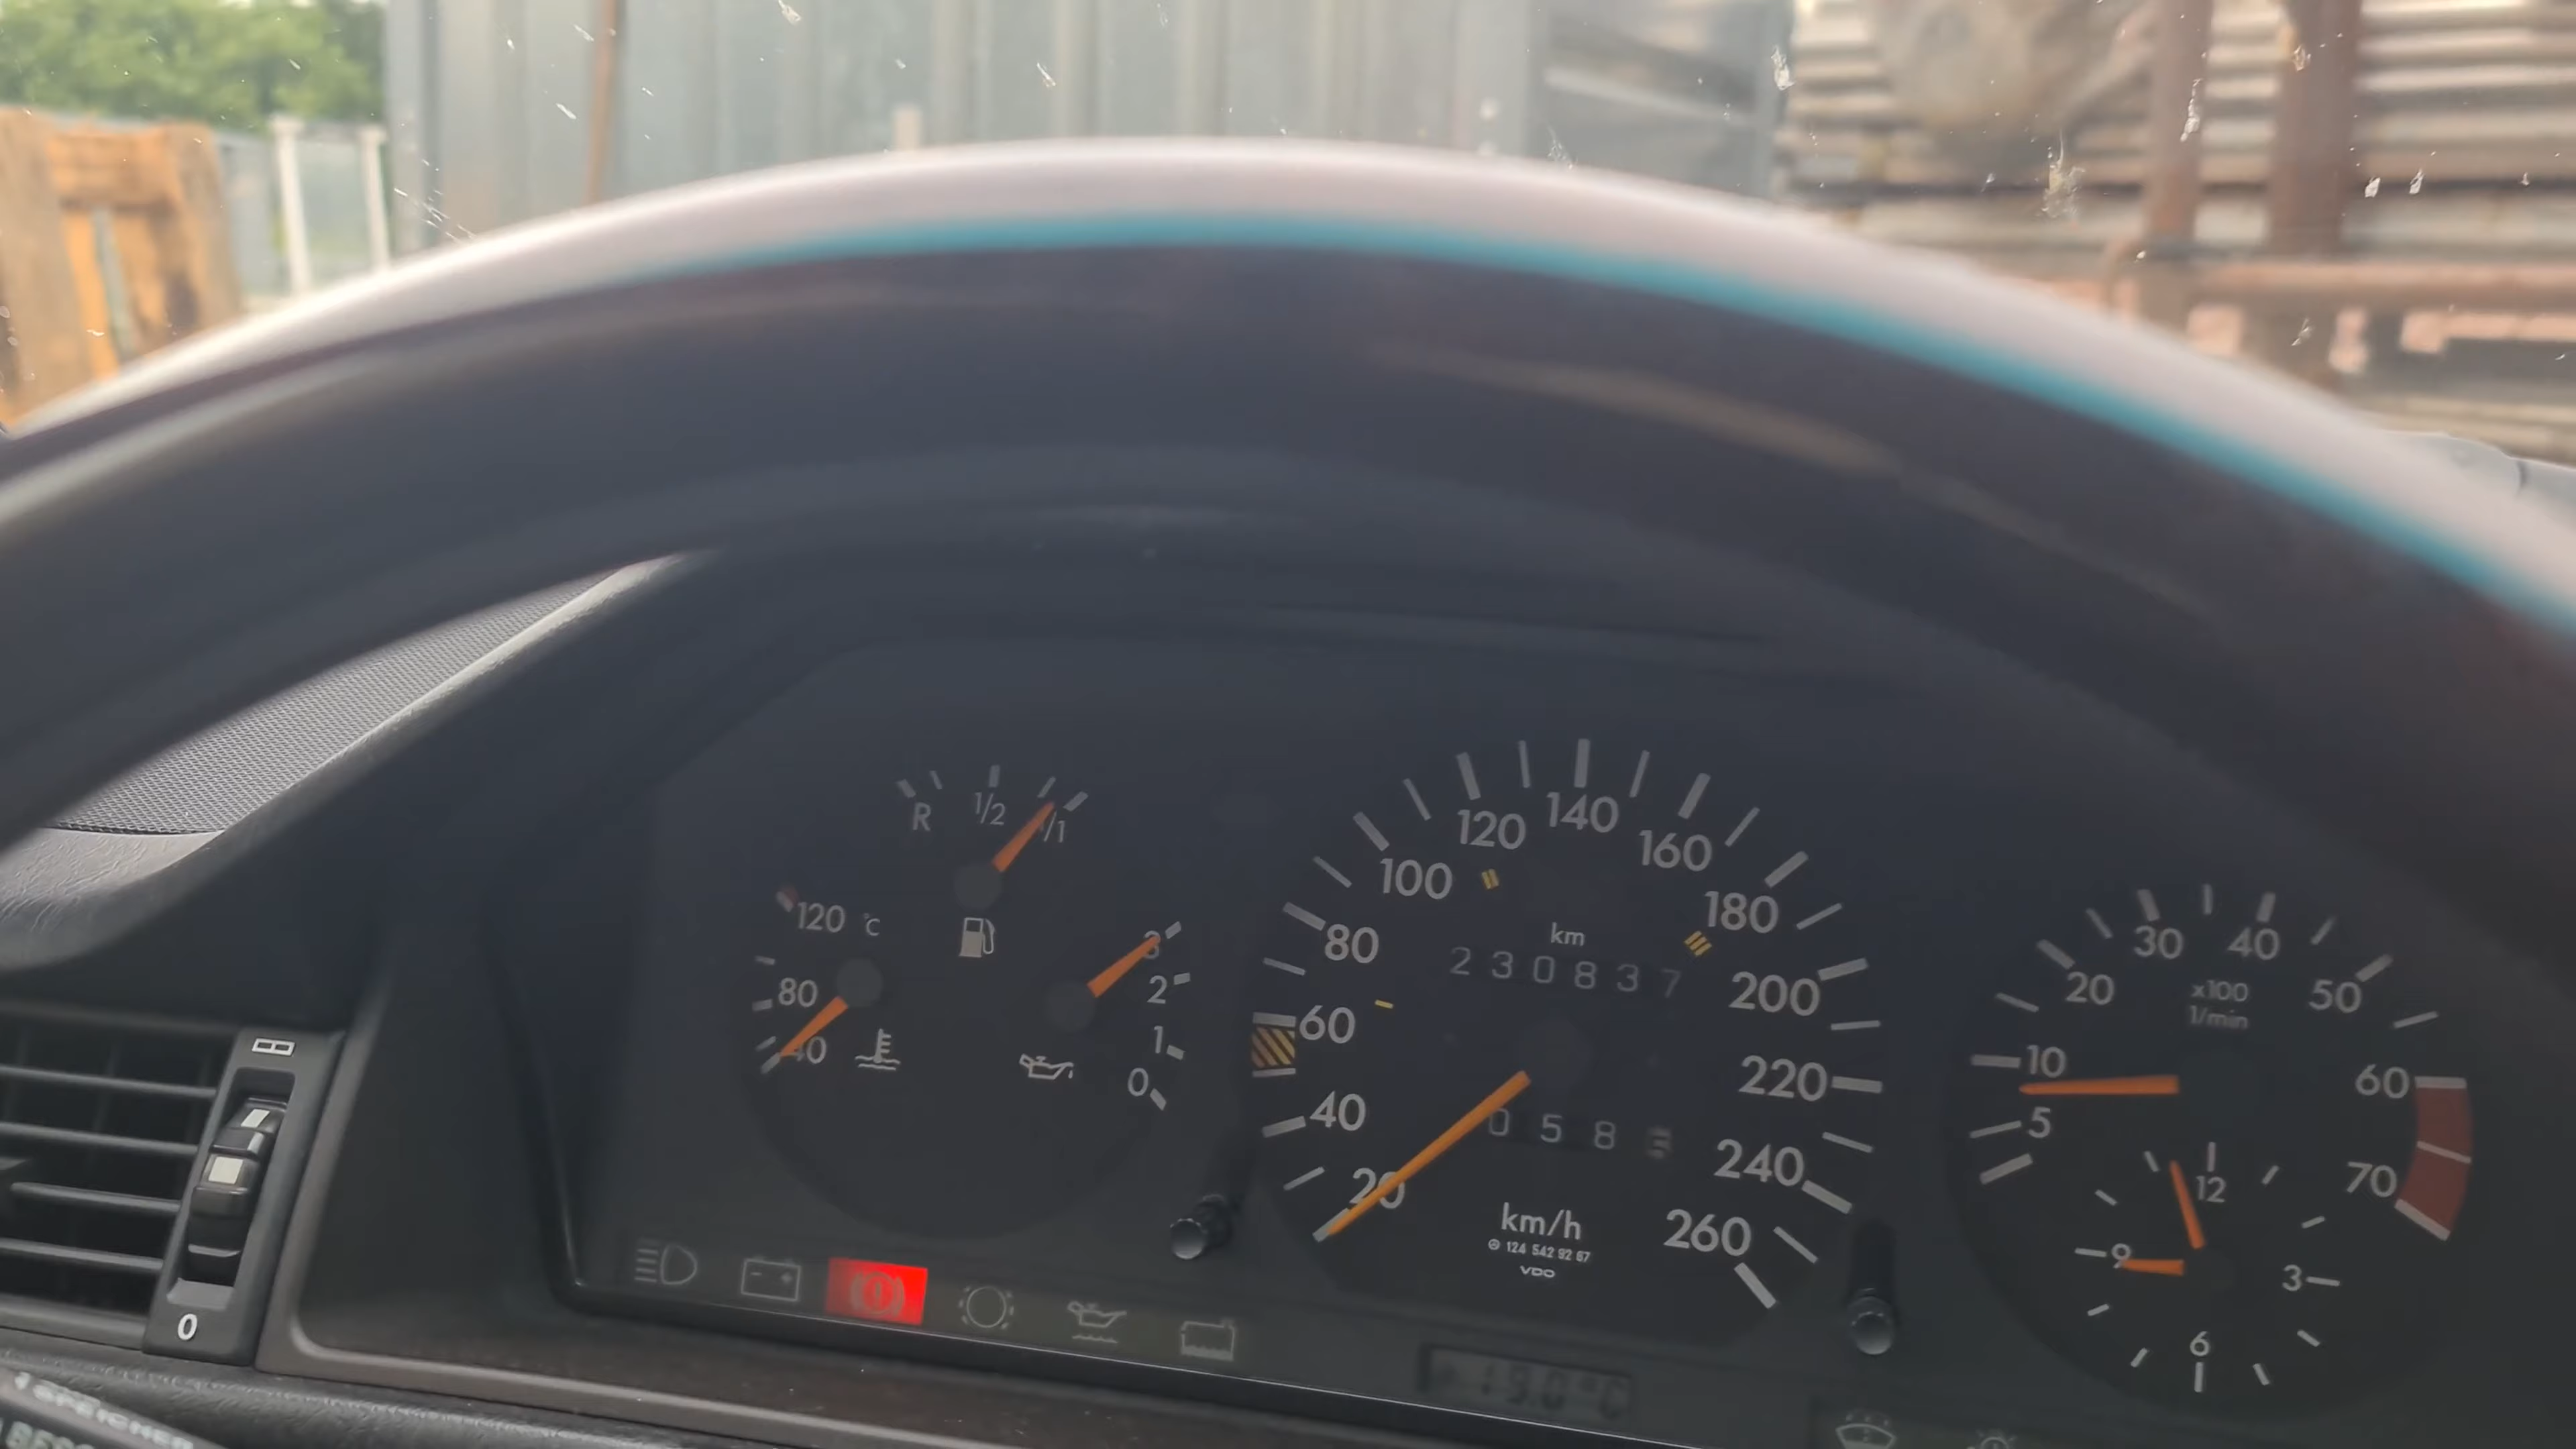 R 1/2 1/1
120 °C
80
40
3
2
1
0
20 40 60 80 100 120 140 160 180 200 220 240 260
km
230837
058
km/h
124 542 92 67
VDO
5 10 20 30 40 50 60 70
x100
1/min
12
3
6
9
19.0°C
0